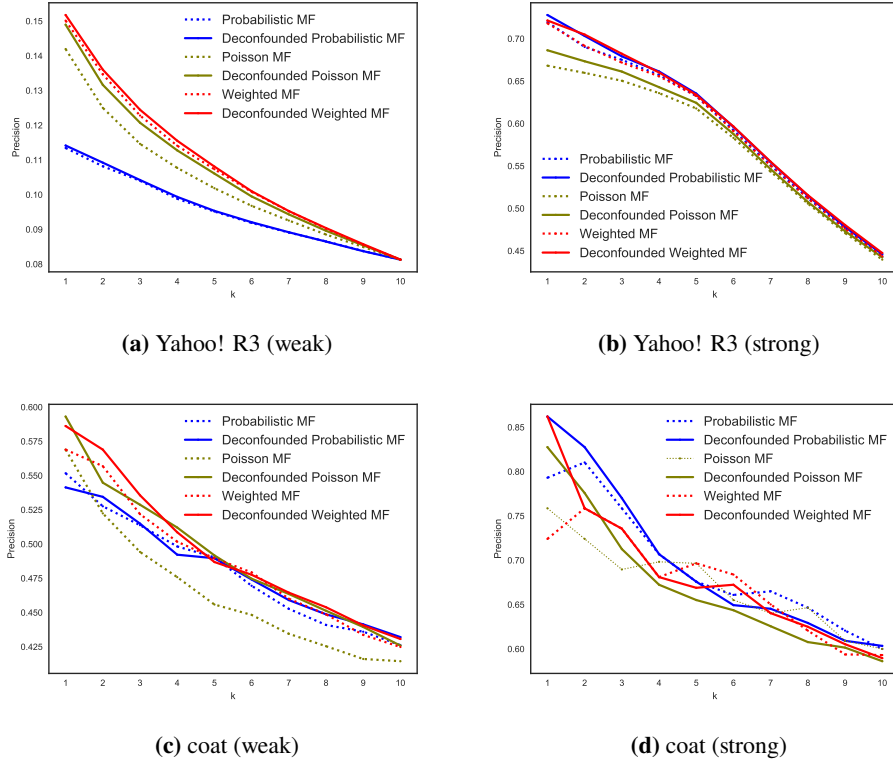 0.15
0.14
0.13
0.12
0.11
0.10
0.09
0.08
Precision
Probabilistic MF
Deconfounded Probabilistic MF
Poisson MF
Deconfounded Poisson MF
Weighted MF
Deconfounded Weighted MF
1 2 3 4 5 6 7 8 9 10
k
(a) Yahoo! R3 (weak)
0.70
0.65
0.60
0.55
0.50
0.45
Precision
Probabilistic MF
Deconfounded Probabilistic MF
Poisson MF
Deconfounded Poisson MF
Weighted MF
Deconfounded Weighted MF
1 2 3 4 5 6 7 8 9 10
k
(b) Yahoo! R3 (strong)
0.600
0.575
0.550
0.525
0.500
0.475
0.450
0.425
Precision
Probabilistic MF
Deconfounded Probabilistic MF
Poisson MF
Deconfounded Poisson MF
Weighted MF
Deconfounded Weighted MF
1 2 3 4 5 6 7 8 9 10
k
(c) coat (weak)
0.85
0.80
0.75
0.70
0.65
0.60
Precision
Probabilistic MF
Deconfounded Probabilistic MF
Poisson MF
Deconfounded Poisson MF
Weighted MF
Deconfounded Weighted MF
1 2 3 4 5 6 7 8 9 10
k
(d) coat (strong)